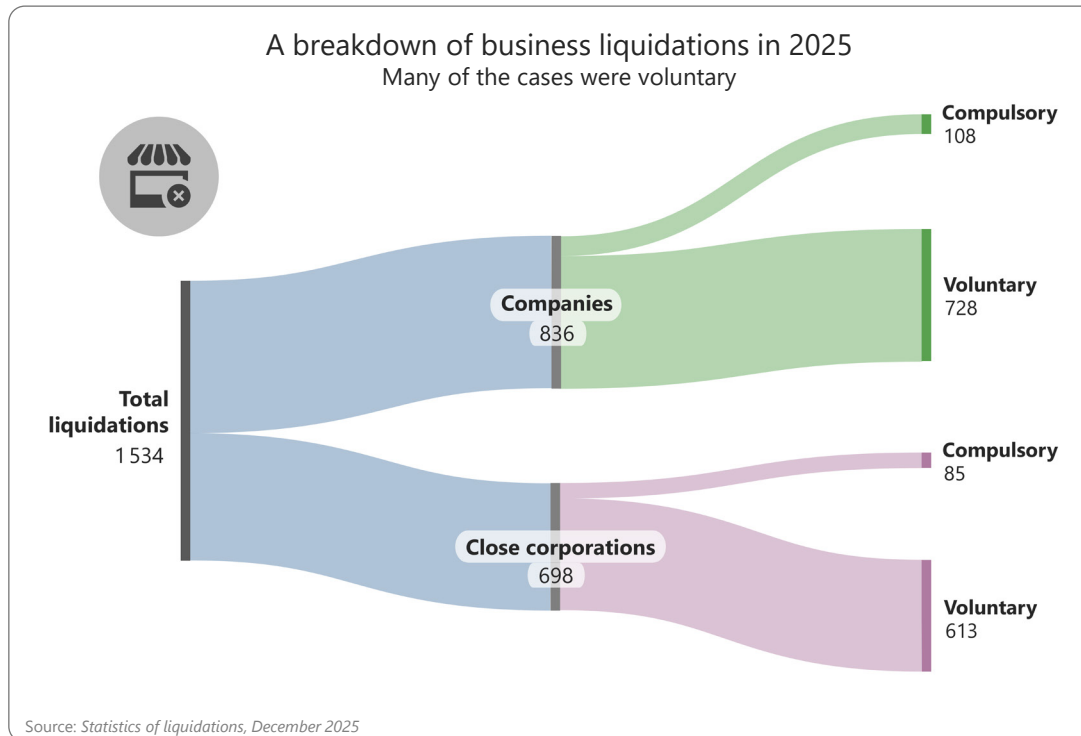 A breakdown of business liquidations in 2025
Many of the cases were voluntary
Compulsory
108
Voluntary
728
Companies
836
Total
liquidations
1 534
Compulsory
85
Close corporations
698
Voluntary
613
Source: Statistics of liquidations, December 2025